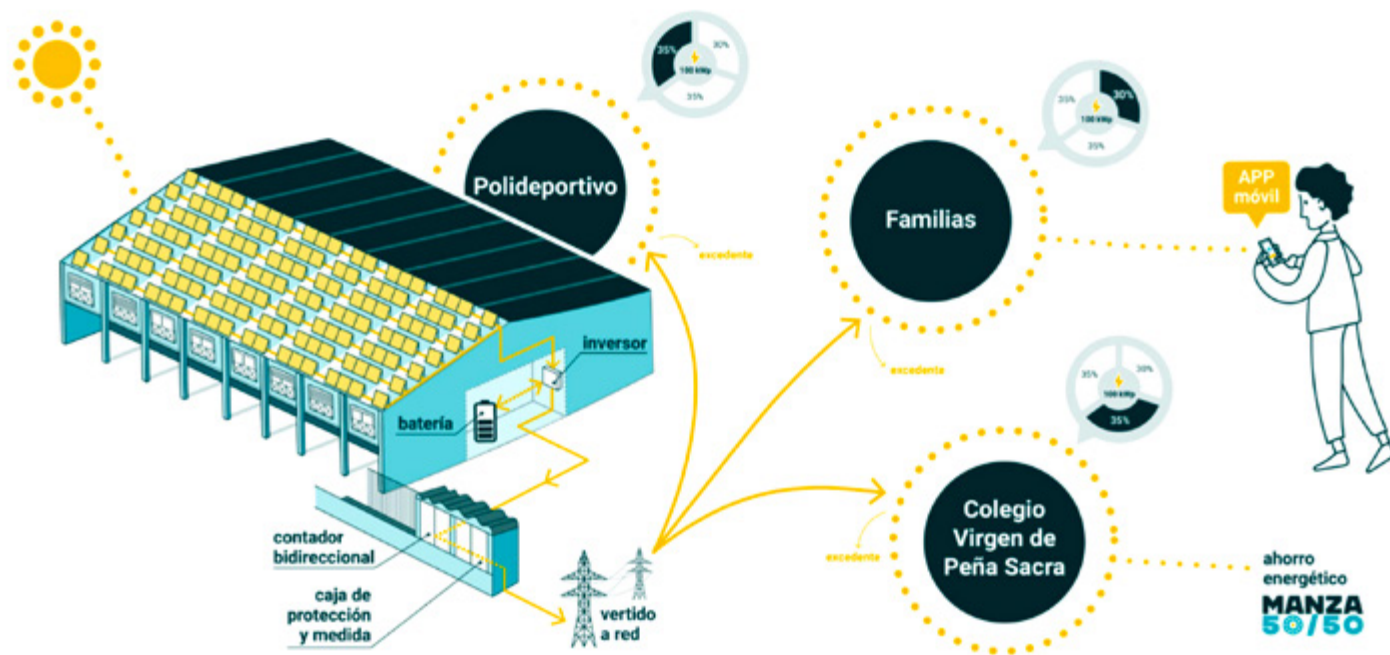 35%
30%
100 kWp
35%
Polideportivo
excedente
35%
30%
100 kWp
35%
Familias
excedente
APP
móvil
inversor
batería
35%
30%
100 kWp
35%
Colegio
Virgen de
Peña Sacra
excedente
contador
bidireccional
caja de
protección
y medida
vertido
a red
ahorro
energético
MANZA
50/50